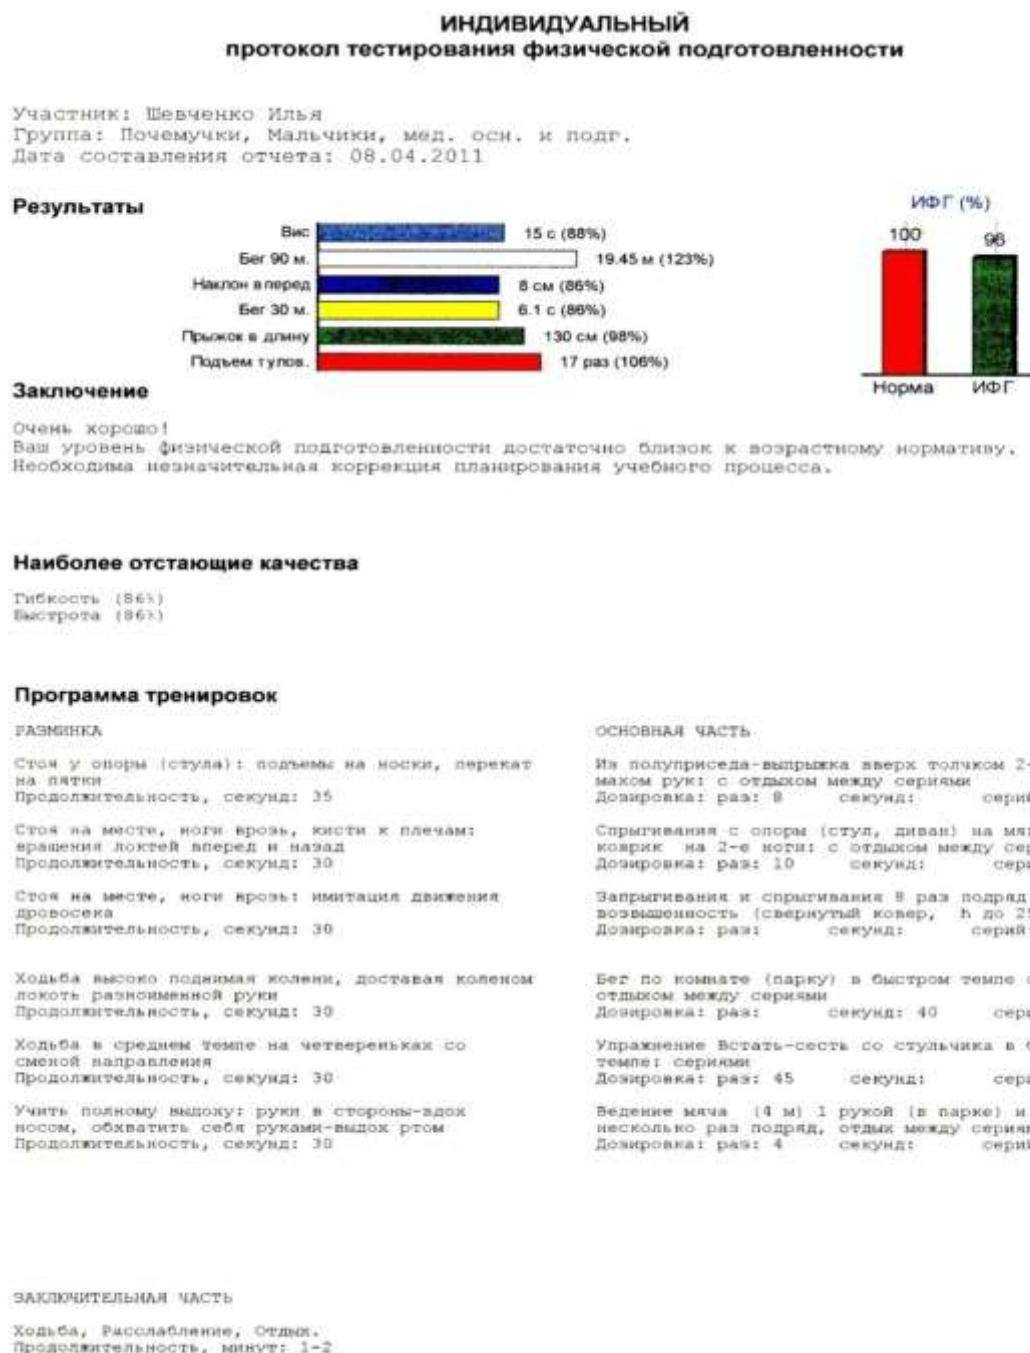 ИНДИВИДУАЛЬНЫЙ
протокол тестирования физической подготовленности
Участник: Шевченко Илья
Группа: Почемучки, Мальчики, мед. осн. и подг.
Дата составления отчета: 08.04.2011
Результаты
ИФГ (%)
Вис 15 с (88%)
Бег 90 м. 19.45 м (123%)
Наклон вперед 8 см (86%)
Бег 30 м. 6.1 с (86%)
Прыжок в длину 130 см (98%)
Подъем тулов. 17 раз (106%)
100 96
Норма ИФГ
Заключение
Очень хорошо!
Ваш уровень физической подготовленности достаточно близок к возрастному нормативу.
Необходима незначительная коррекция планирования учебного процесса.
Наиболее отстающие качества
Гибкость (86%)
Быстрота (86%)
Программа тренировок
РАЗМИНКА
Стоя у опоры (стула): подъемы на носки, перекат
на пятки
Продолжительность, секунд: 35
Стоя на месте, ноги врозь, кисти к плечам:
вращения локтей вперед и назад
Продолжительность, секунд: 30
Стоя на месте, ноги врозь: имитация движения
дровосека
Продолжительность, секунд: 30
Ходьба высоко поднимая колени, доставая коленом
локоть разноименной руки
Продолжительность, секунд: 30
Ходьба в среднем темпе на четвереньках со
сменой направления
Продолжительность, секунд: 30
Учить полному выдоху: руки в стороны-вдох
носом, обхватить себя руками-выдох ртом
Продолжительность, секунд: 30
ОСНОВНАЯ ЧАСТЬ
Из полуприседа-выпрыжка вверх толчком 2-
махом рук: с отдыхом между сериями
Дозировка: раз: 8 секунд: серий
Спрыгивания с опоры (стул, диван) на мяг
коврик на 2-е ноги: с отдыхом между сер
Дозировка: раз: 10 секунд: сери
Запрыгивания и спрыгивания 8 раз подряд
возвышенность (свернутый ковер, h до 25
Дозировка: раз: секунд: серий:
Бег по комнате (парку) в быстром темпе с
отдыхом между сериями
Дозировка: раз: секунд: 40 сери
Упражнение Встать-сесть со стульчика в б
темпе: сериями
Дозировка: раз: 45 секунд: сери
Ведение мяча (4 м) 1 рукой (в парке) и
несколько раз подряд, отдых между сериям
Дозировка: раз: 4 секунд: серий
ЗАКЛЮЧИТЕЛЬНАЯ ЧАСТЬ
Ходьба, Расслабление, Отдых.
Продолжительность, минут: 1-2